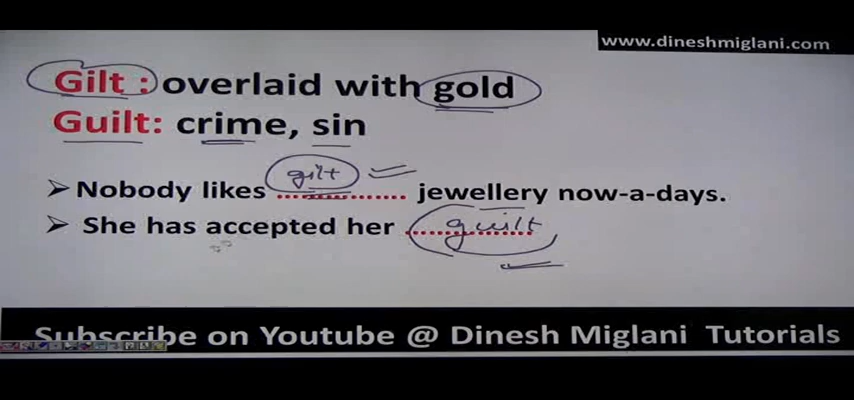 www.dineshmiglani.com
Gilt : overlaid with gold
Guilt: crime, sin
➢Nobody likes gilt .............. jewellery now-a-days.
➢ She has accepted her guilt ..............
Subscribe on Youtube @ Dinesh Miglani Tutorials